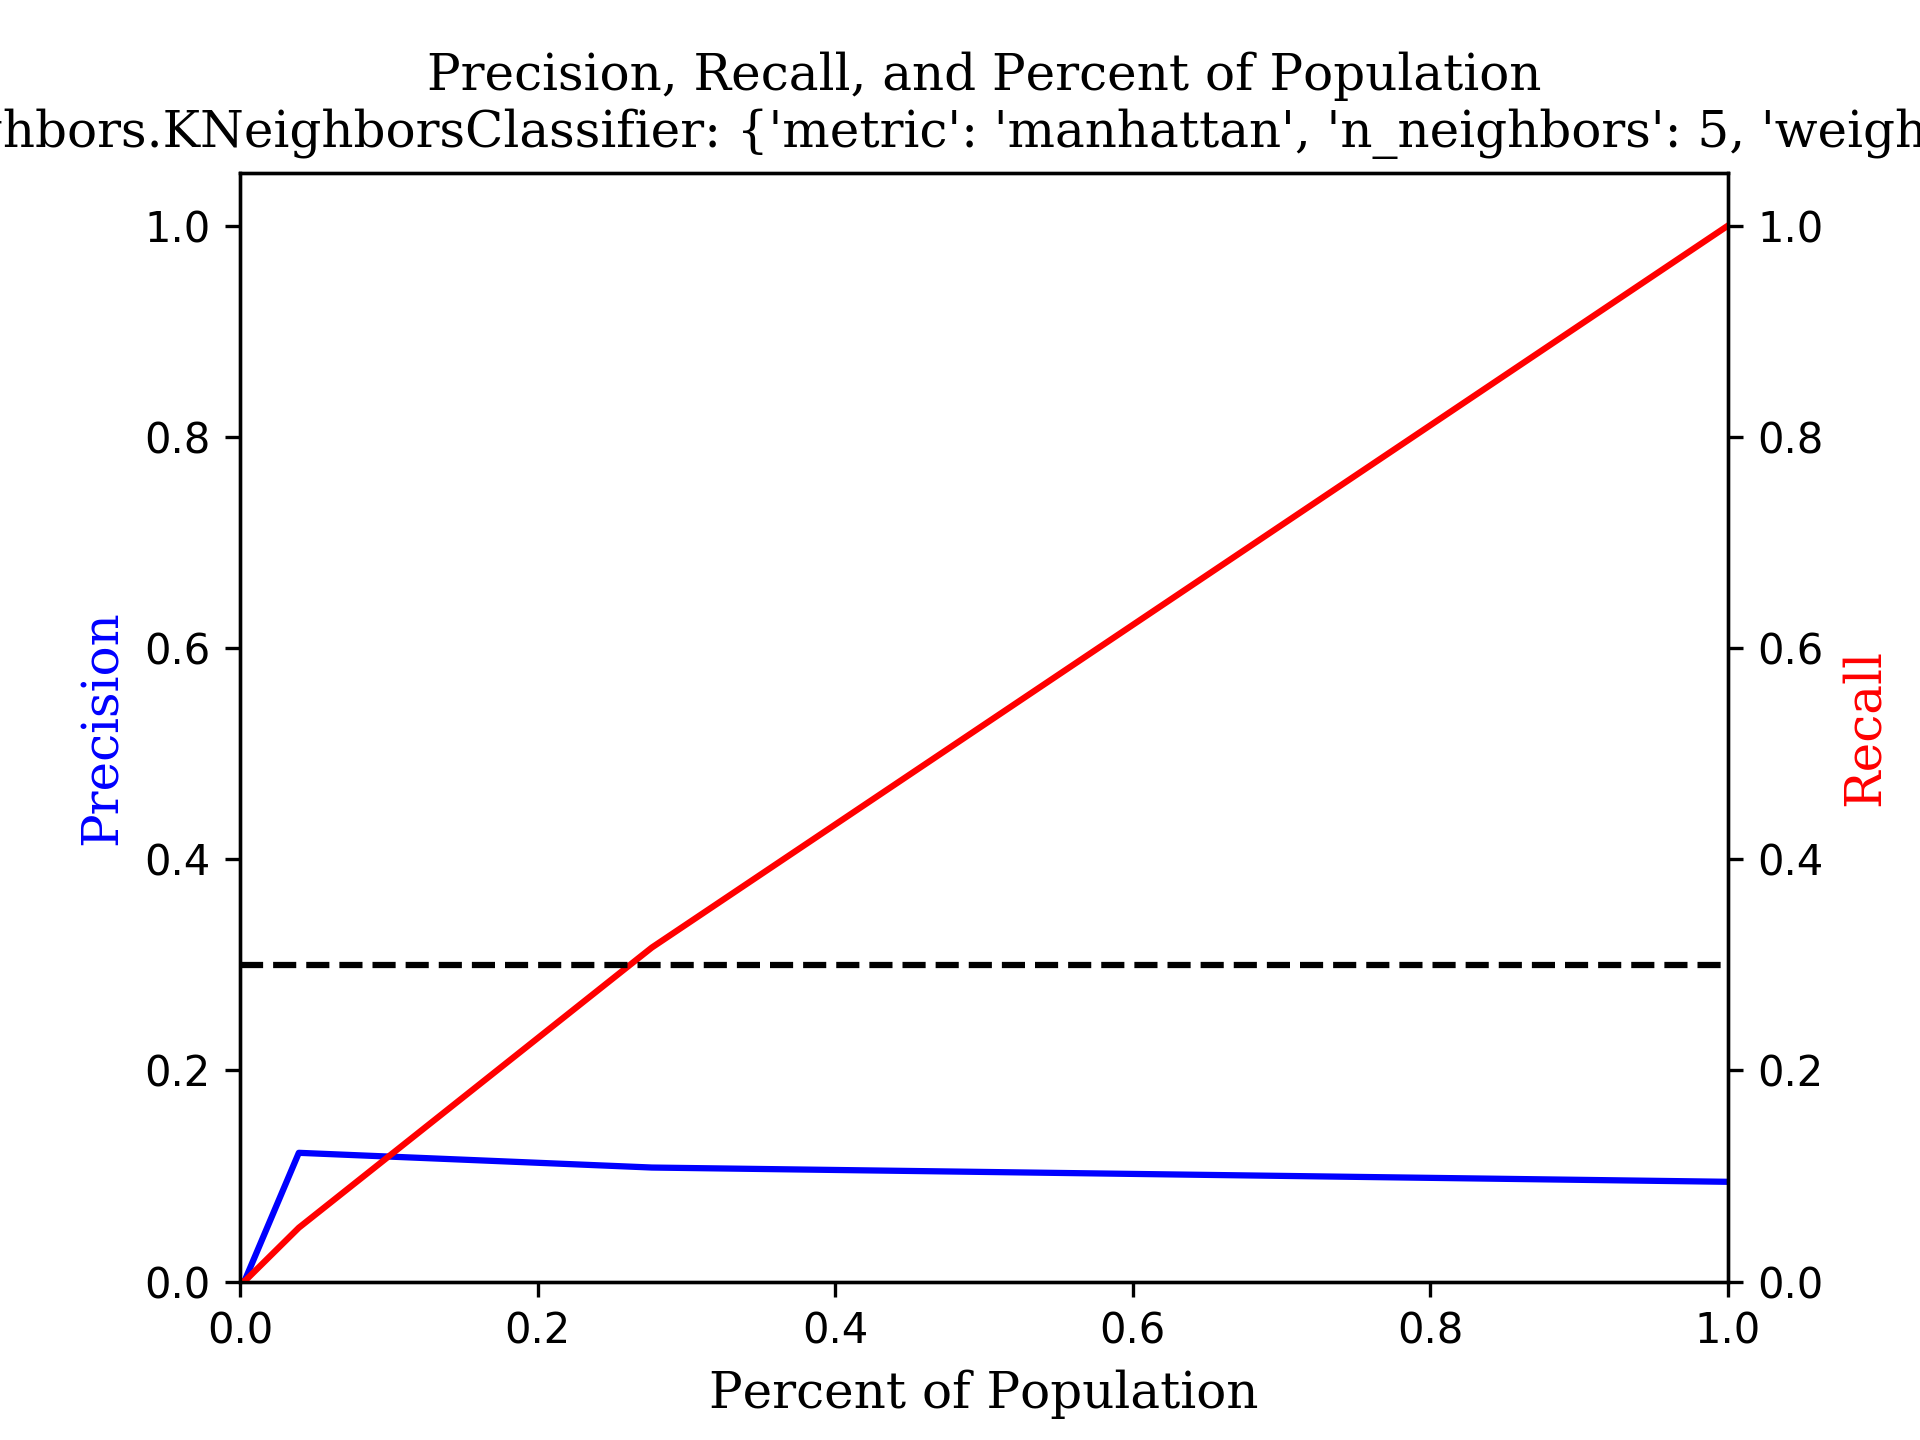 Precision, Recall, and Percent of Population
hbors.KNeighborsClassifier: {'metric': 'manhattan', 'n_neighbors': 5, 'weigh
1.0
0.8
0.6
0.4
0.2
0.0
Precision
1.0
0.8
0.6
0.4
0.2
0.0
Recall
0.0 0.2 0.4 0.6 0.8 1.0
Percent of Population